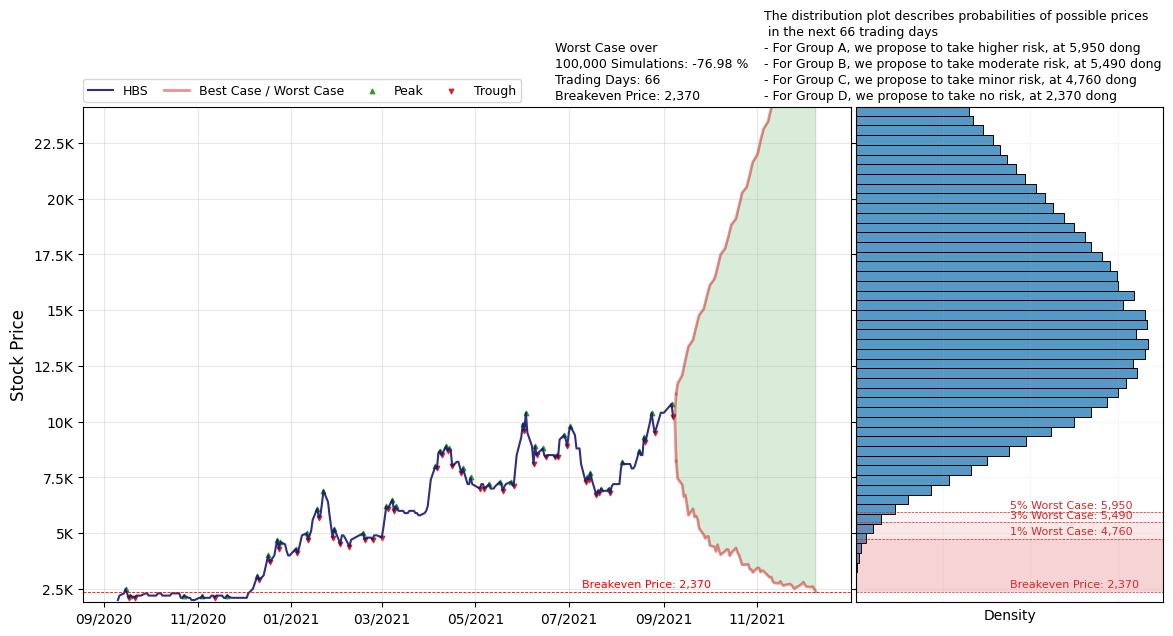 The distribution plot describes probabilities of possible prices
in the next 66 trading days
- For Group A, we propose to take higher risk, at 5,950 dong
- For Group B, we propose to take moderate risk, at 5,490 dong
- For Group C, we propose to take minor risk, at 4,760 dong
- For Group D, we propose to take no risk, at 2,370 dong
Worst Case over
100,000 Simulations: -76.98 %
Trading Days: 66
Breakeven Price: 2,370
HBS
Best Case / Worst Case
Peak
Trough
Stock Price
22.5K
20K
17.5K
15K
12.5K
10K
7.5K
5K
2.5K
Breakeven Price: 2,370
5% Worst Case: 5,950
3% Worst Case: 5,490
1% Worst Case: 4,760
Breakeven Price: 2,370
09/2020
11/2020
01/2021
03/2021
05/2021
07/2021
09/2021
11/2021
Density